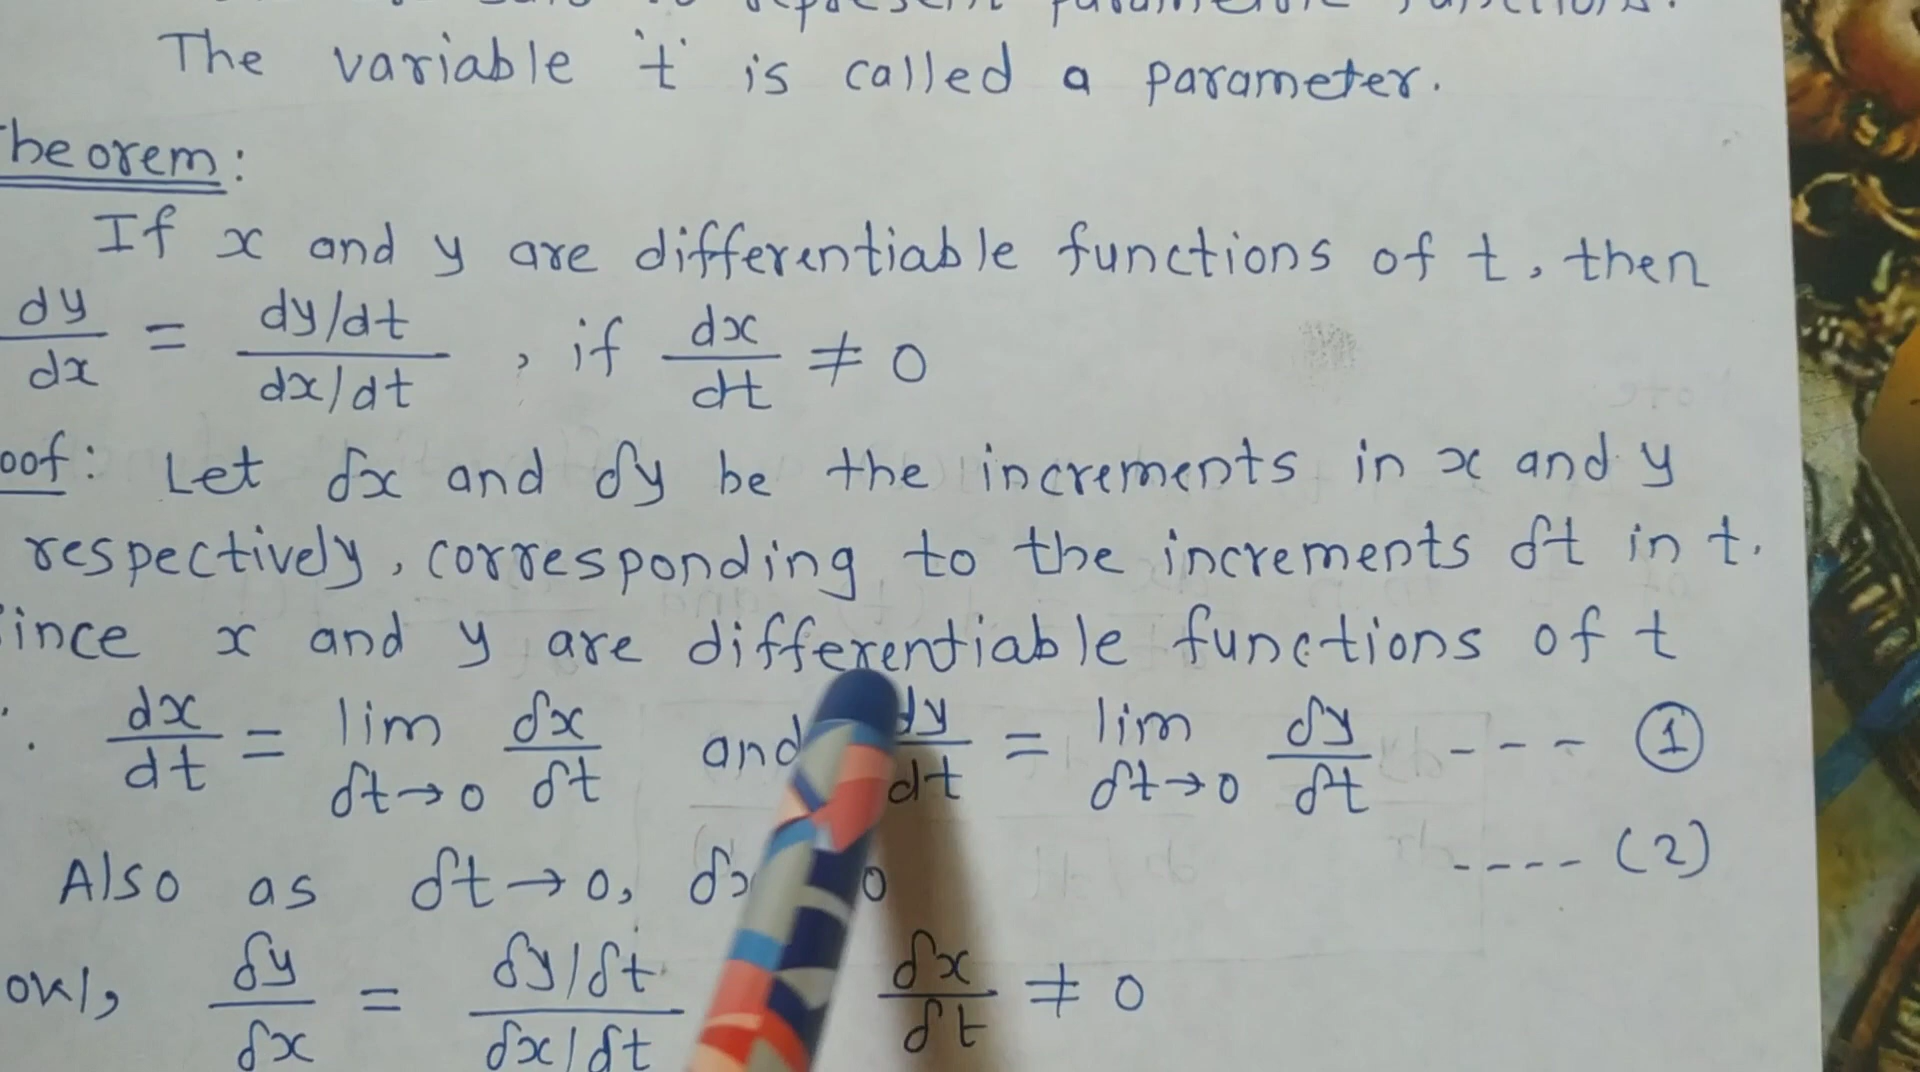 represent parametric functions.
The variable 't' is called a parameter.
heorem:
If x and y are differentiable functions of t, then
dy/dx = (dy/dt)/(dx/dt), if dx/dt ≠ 0
oof: Let δx and δy be the increments in x and y
respectively, corresponding to the increments δt in t.
ince x and y are differentiable functions of t
∴ dx/dt = lim δt→0 δx/δt and dy/dt = lim δt→0 δy/δt --- ①
Also as δt→0, δx 0 ---- (2)
ow, δy/δx = (δy/δt)/(δx/δt) δx/δt ≠ 0